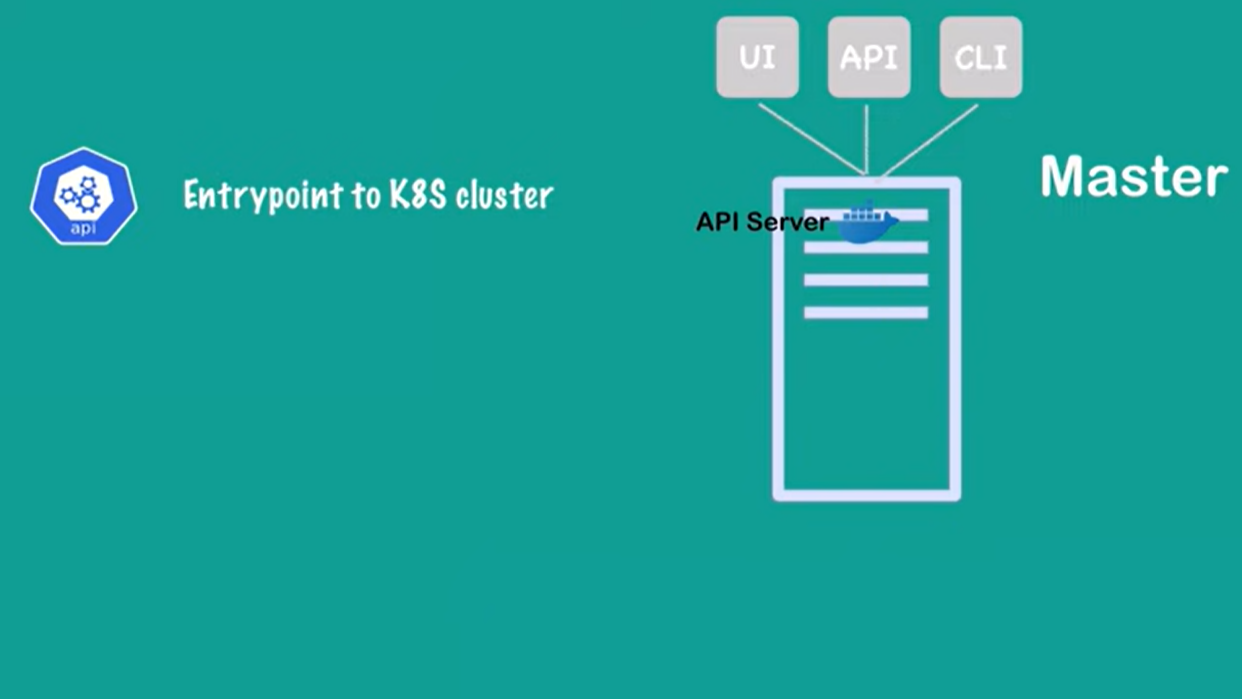 UI
API
CLI
Master
api
Entrypoint to K8S cluster
API Server